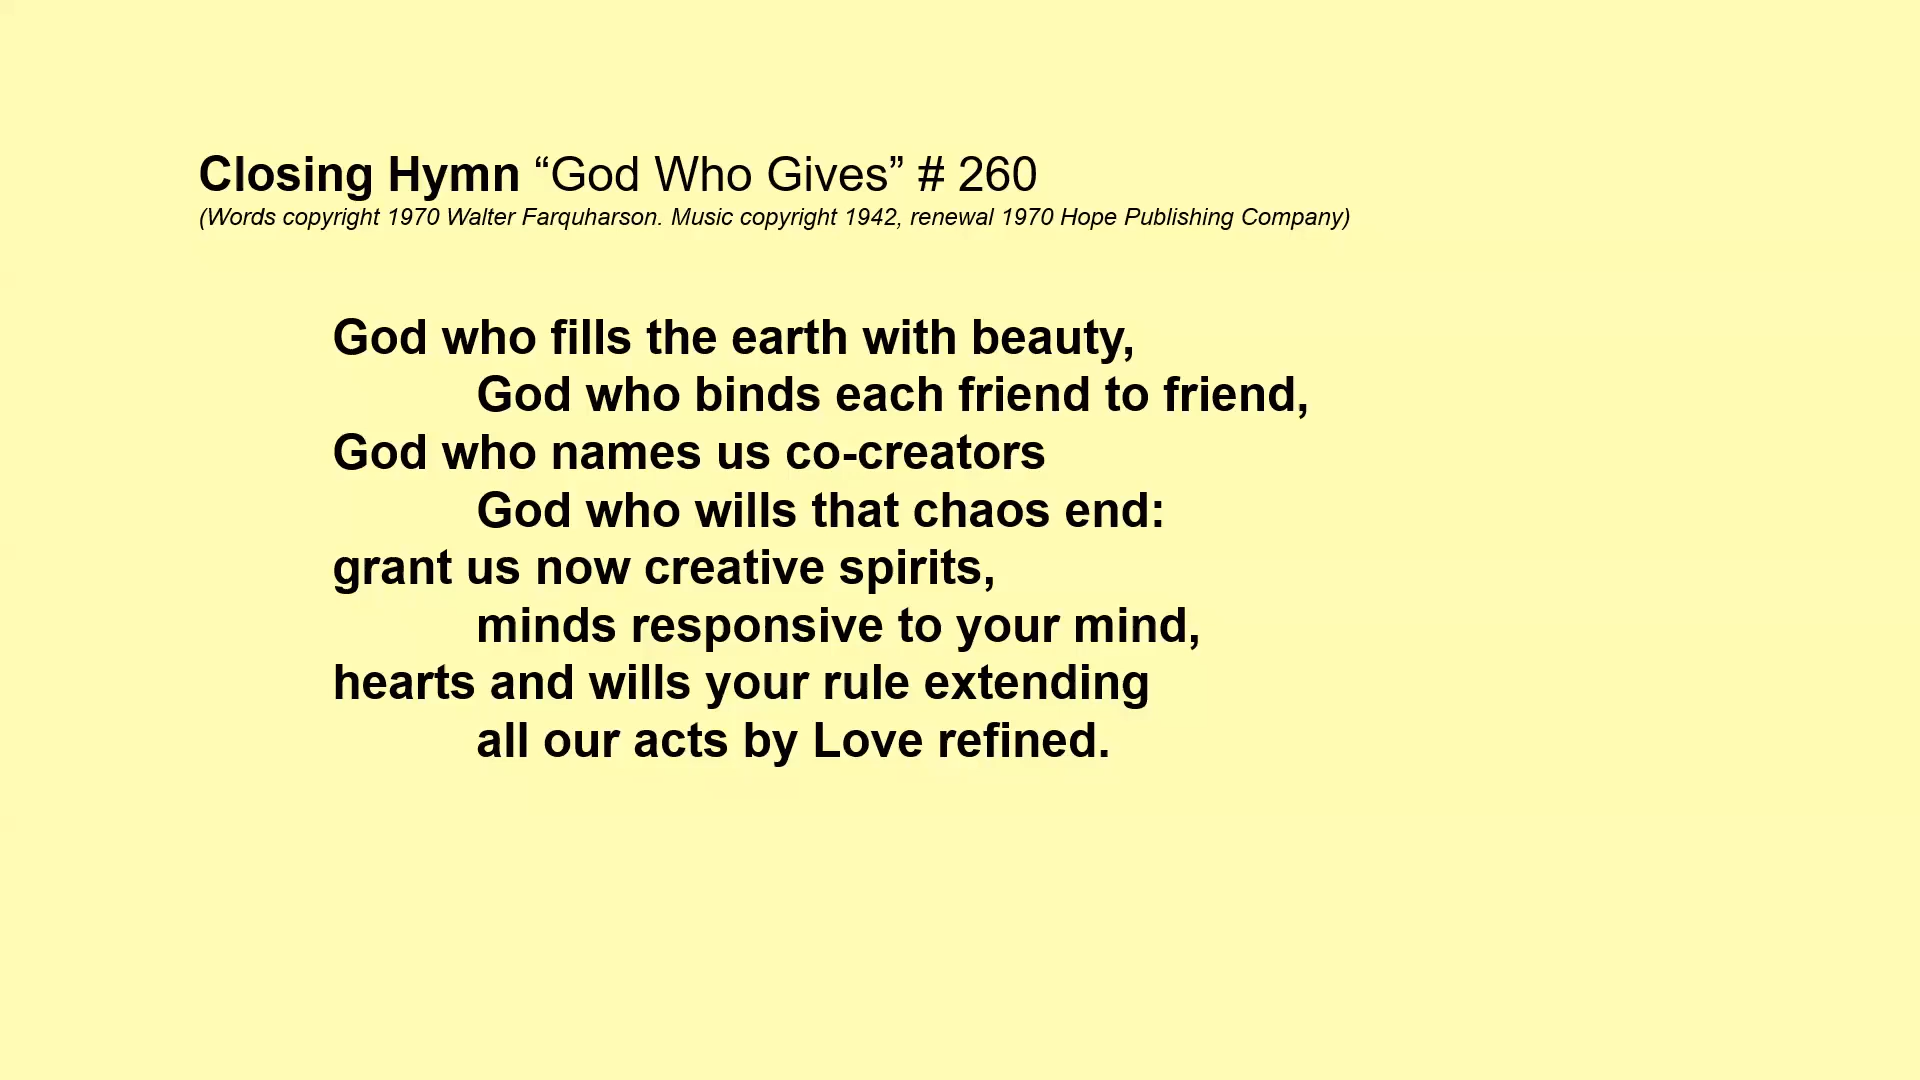 Closing Hymn “God Who Gives” # 260
(Words copyright 1970 Walter Farquharson. Music copyright 1942, renewal 1970 Hope Publishing Company)
God who fills the earth with beauty,
God who binds each friend to friend,
God who names us co-creators
God who wills that chaos end:
grant us now creative spirits,
minds responsive to your mind,
hearts and wills your rule extending
all our acts by Love refined.